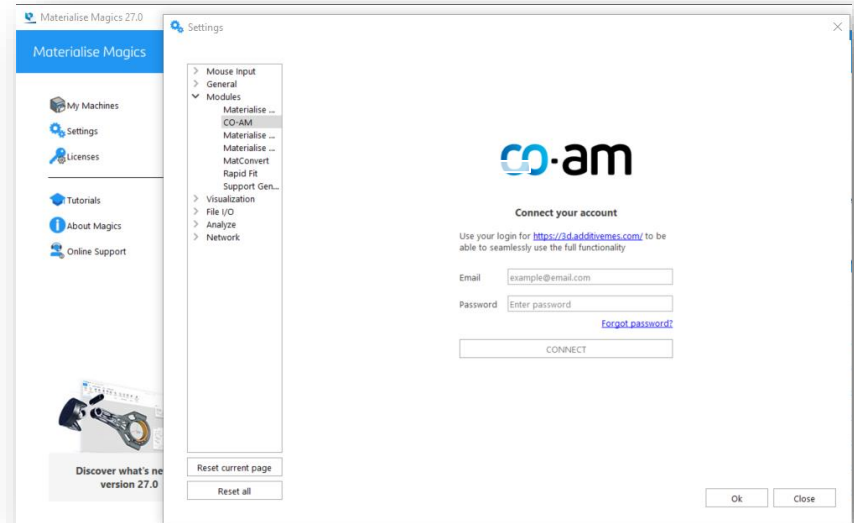 Materialise Magics 27.0
Materialise Magics
My Machines
Settings
Licenses
Tutorials
About Magics
Online Support
Discover what's ne
version 27.0
Settings
Mouse Input
General
Modules
Materialise ...
CO-AM
Materialise ...
Materialise ...
MatConvert
Rapid Fit
Support Gen...
Visualization
File I/O
Analyze
Network
Reset current page
Reset all
co·am
Connect your account
Use your login for https://3d.additivemes.com/ to be
able to seamlessly use the full functionality
Email example@email.com
Password Enter password
Forgot password?
CONNECT
Ok Close